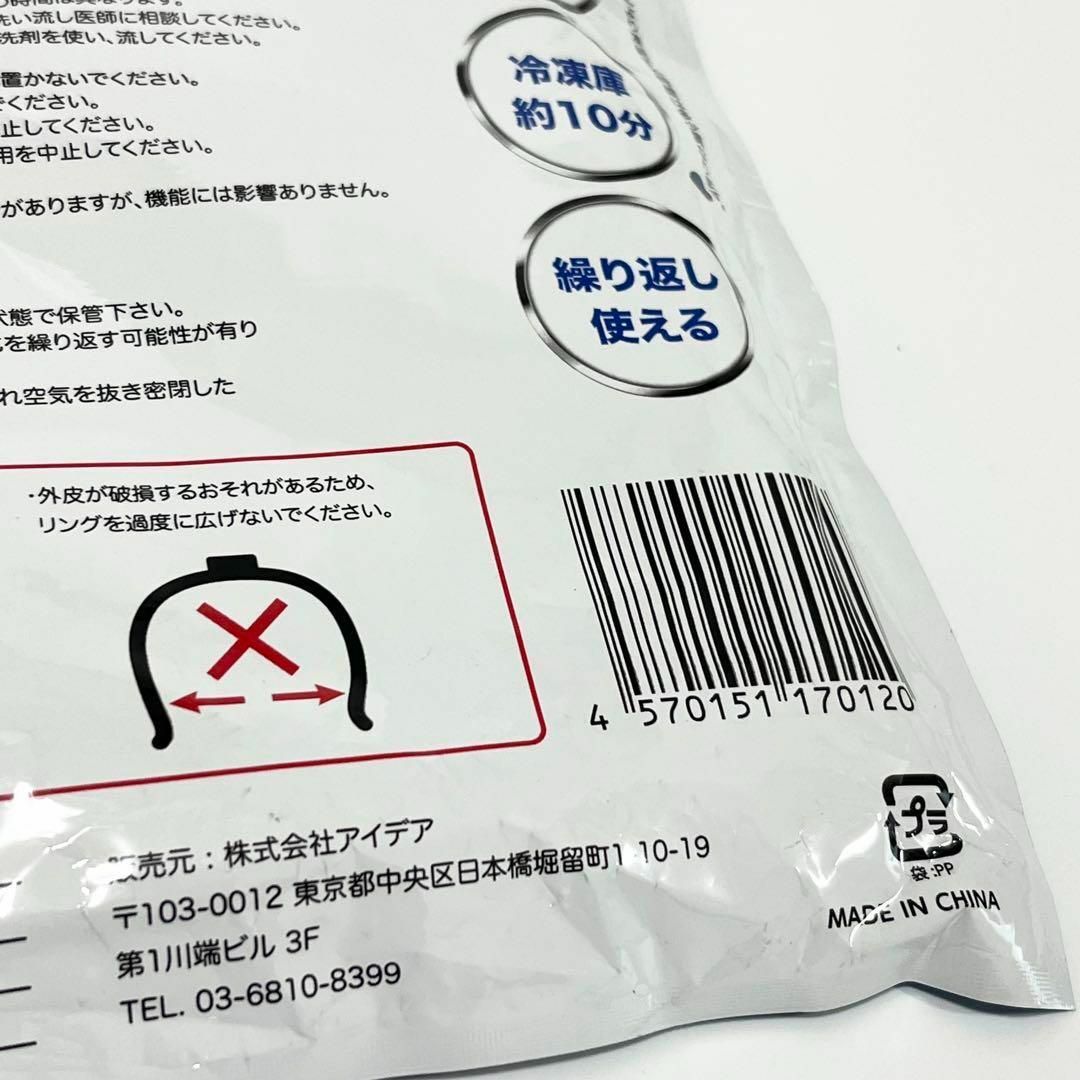 の時間は異なります。
洗い流し医師に相談してください。
洗剤を使い、流してください。
置かないでください。
でください。
止してください。
用を中止してください。
がありますが、機能には影響ありません。
状態で保管下さい。
を繰り返す可能性が有り
れ空気を抜き密閉した
冷凍庫
約10分
繰り返し
使える
・外皮が破損するおそれがあるため、
リングを過度に広げないでください。
4 570151 170120
プラ
袋:PP
MADE IN CHINA
販売元:株式会社アイデア
〒103-0012 東京都中央区日本橋堀留町1-10-19
第1川端ビル 3F
TEL. 03-6810-8399